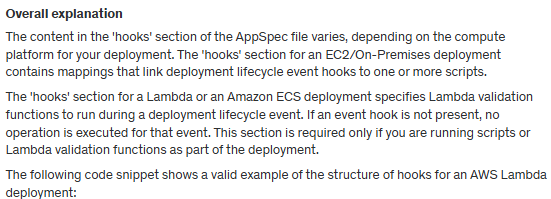 Overall explanation
The content in the 'hooks' section of the AppSpec file varies, depending on the compute
platform for your deployment. The 'hooks' section for an EC2/On-Premises deployment
contains mappings that link deployment lifecycle event hooks to one or more scripts.
The 'hooks' section for a Lambda or an Amazon ECS deployment specifies Lambda validation
functions to run during a deployment lifecycle event. If an event hook is not present, no
operation is executed for that event. This section is required only if you are running scripts or
Lambda validation functions as part of the deployment.
The following code snippet shows a valid example of the structure of hooks for an AWS Lambda
deployment: